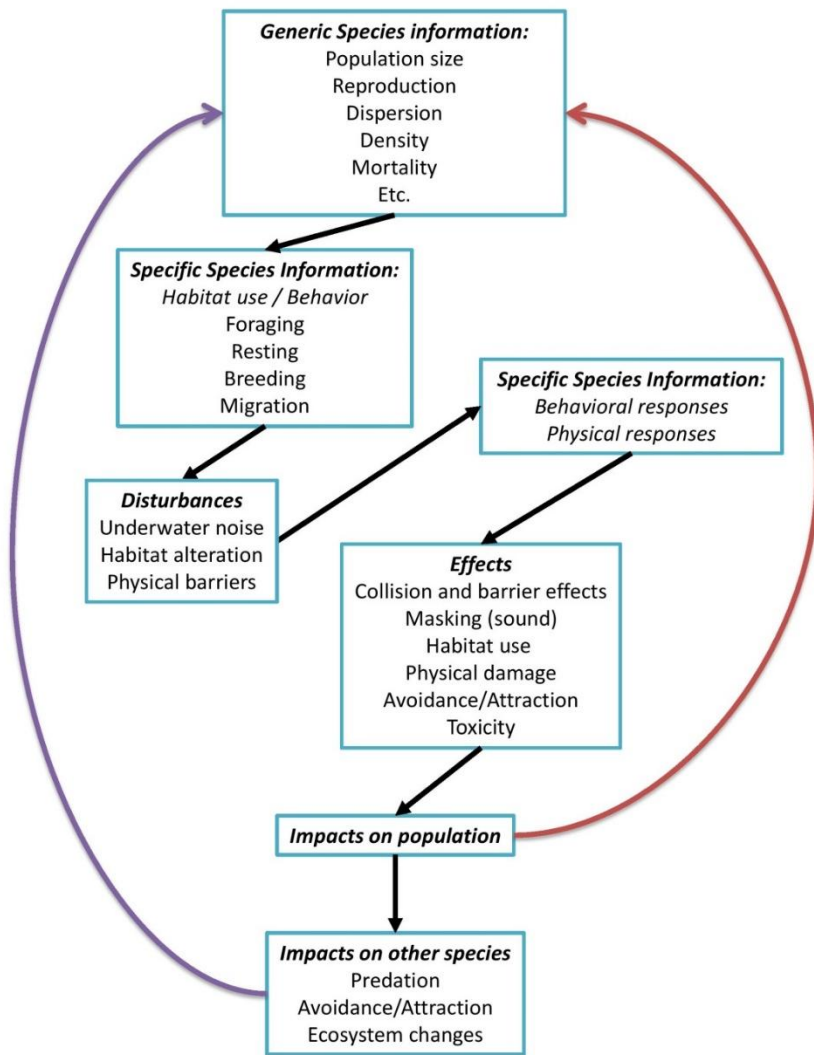 Generic Species information:
Population size
Reproduction
Dispersion
Density
Mortality
Etc.
Specific Species Information:
Habitat use / Behavior
Foraging
Resting
Breeding
Migration
Specific Species Information:
Behavioral responses
Physical responses
Disturbances
Underwater noise
Habitat alteration
Physical barriers
Effects
Collision and barrier effects
Masking (sound)
Habitat use
Physical damage
Avoidance/Attraction
Toxicity
Impacts on population
Impacts on other species
Predation
Avoidance/Attraction
Ecosystem changes